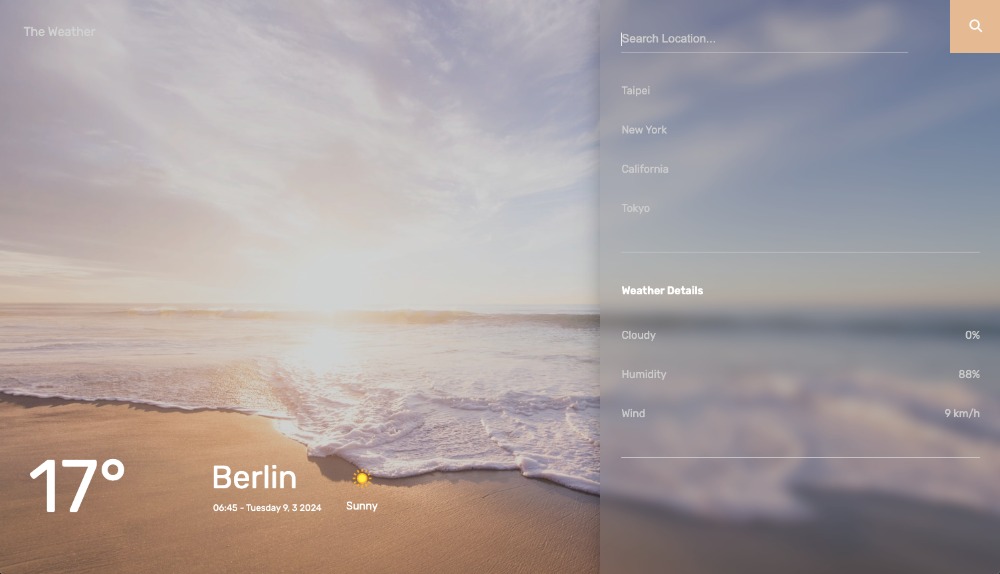 The Weather
Search Location...
Taipei
New York
California
Tokyo
Weather Details
Cloudy 0%
Humidity 88%
Wind 9 km/h
17°
Berlin
06:45 - Tuesday 9, 3 2024
Sunny